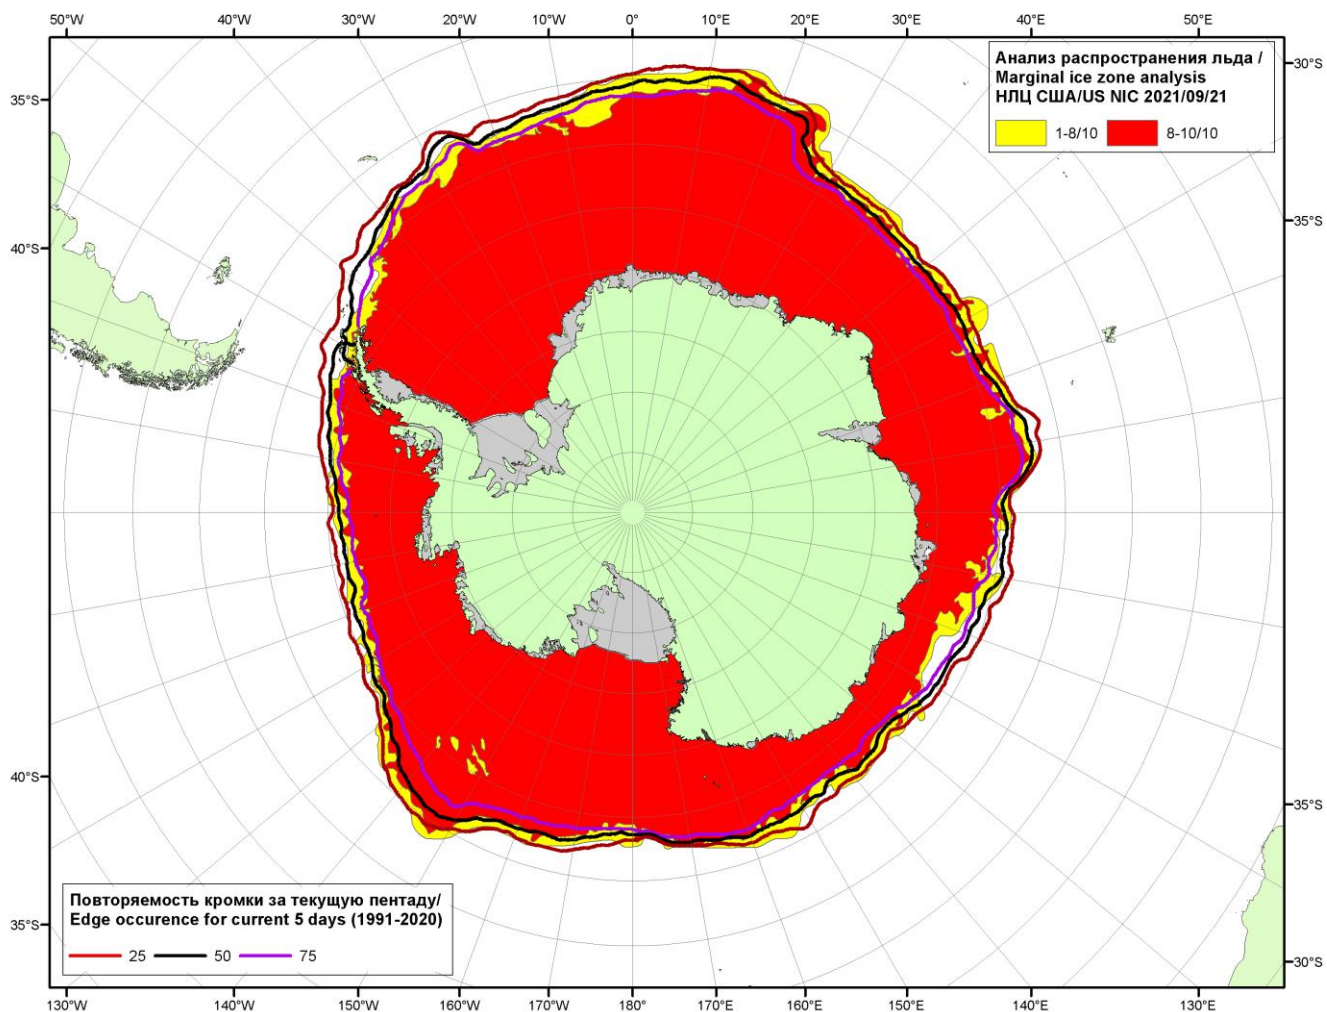 50°W 40°W 30°W 20°W 10°W 0° 10°E 20°E 30°E 40°E 50°E
Анализ распространения льда /
Marginal ice zone analysis
НЛЦ США/US NIC 2021/09/21
1-8/10 8-10/10
30°S
35°S
35°S
40°S
40°S
35°S
35°S
30°S
Повторяемость кромки за текущую пентаду/
Edge occurence for current 5 days (1991-2020)
25 50 75
130°W 140°W 150°W 160°W 170°W 180° 170°E 160°E 150°E 140°E 130°E